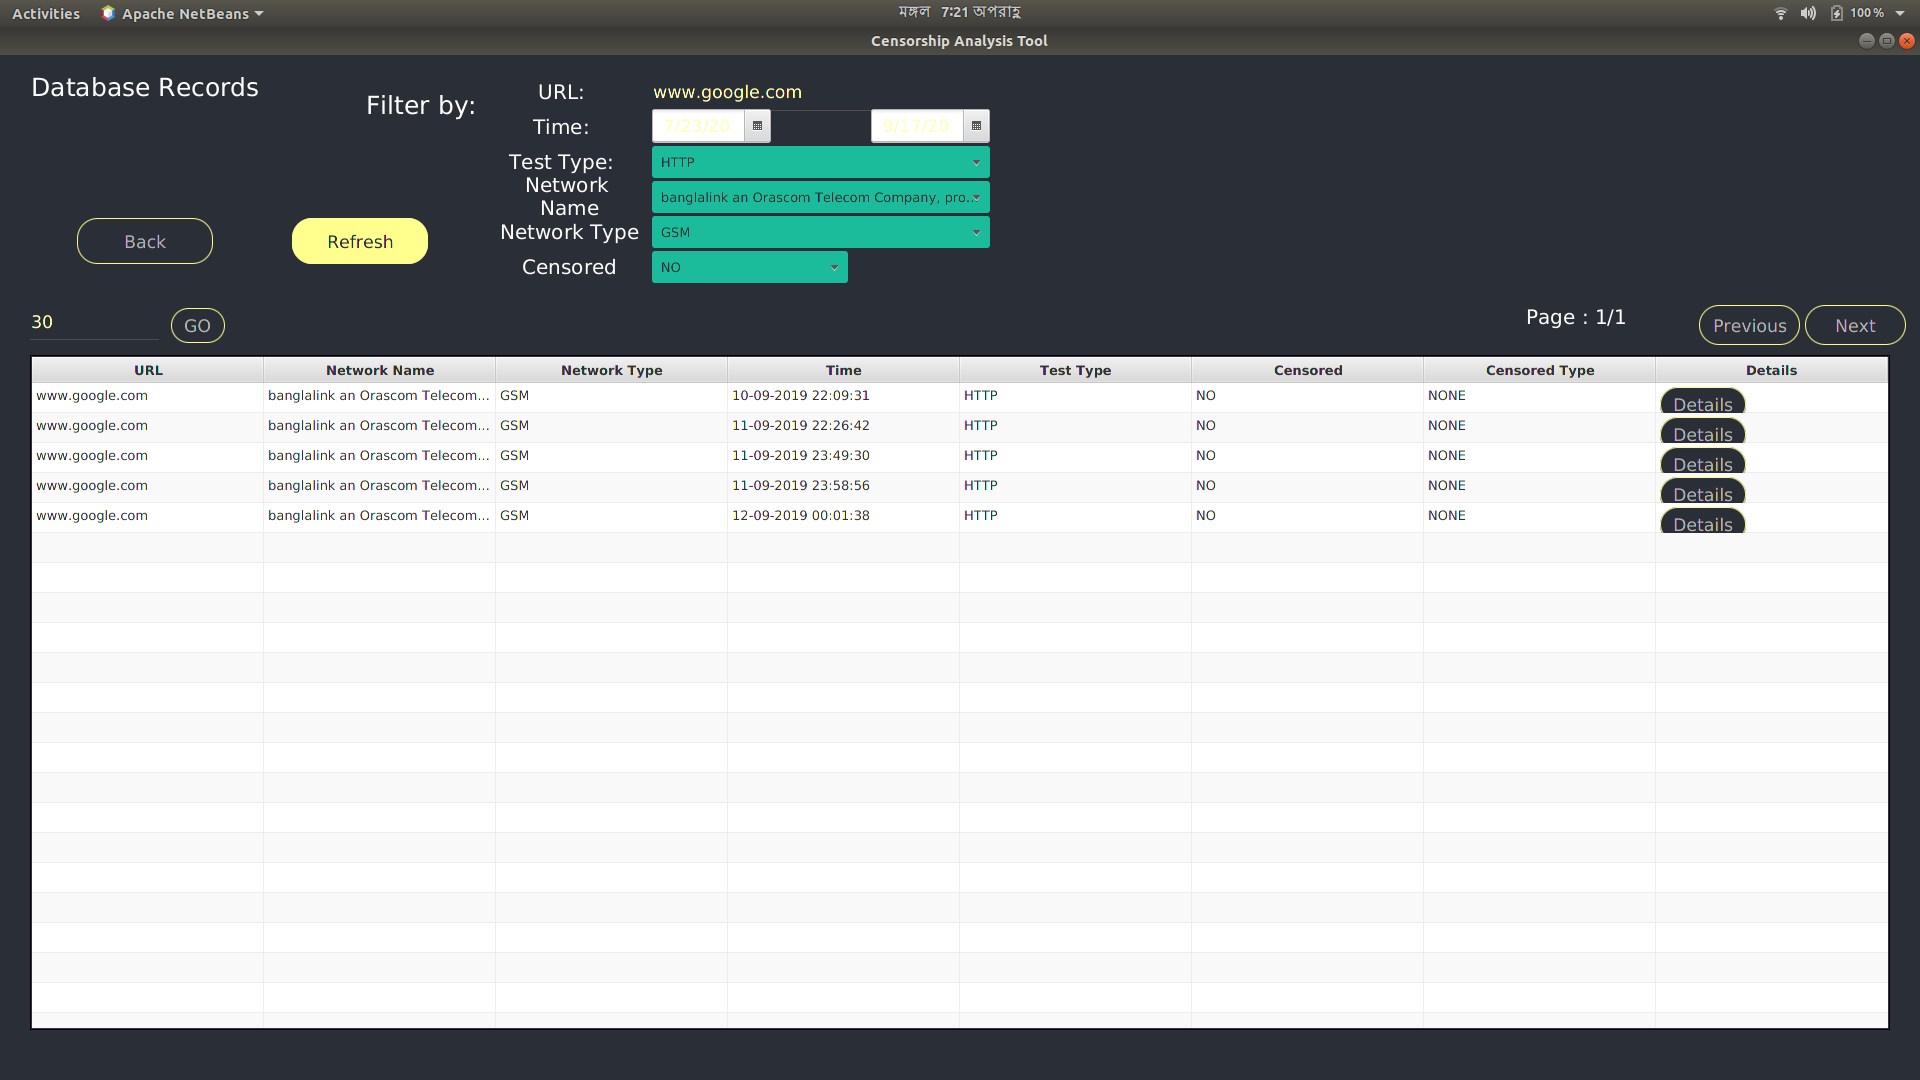 Activities Apache NetBeans মঙ্গল 7:21 অপরাহ্ণ 100%
Censorship Analysis Tool
Database Records
Filter by:
URL: www.google.com
Time: 7/23/20 9/17/20
Test Type: HTTP
Network Name banglalink an Orascom Telecom Company, pro...
Network Type GSM
Censored NO
Back Refresh
30 GO Page : 1/1 Previous Next
URL Network Name Network Type Time Test Type Censored Censored Type Details
www.google.com banglalink an Orascom Telecom... GSM 10-09-2019 22:09:31 HTTP NO NONE Details
www.google.com banglalink an Orascom Telecom... GSM 11-09-2019 22:26:42 HTTP NO NONE Details
www.google.com banglalink an Orascom Telecom... GSM 11-09-2019 23:49:30 HTTP NO NONE Details
www.google.com banglalink an Orascom Telecom... GSM 11-09-2019 23:58:56 HTTP NO NONE Details
www.google.com banglalink an Orascom Telecom... GSM 12-09-2019 00:01:38 HTTP NO NONE Details